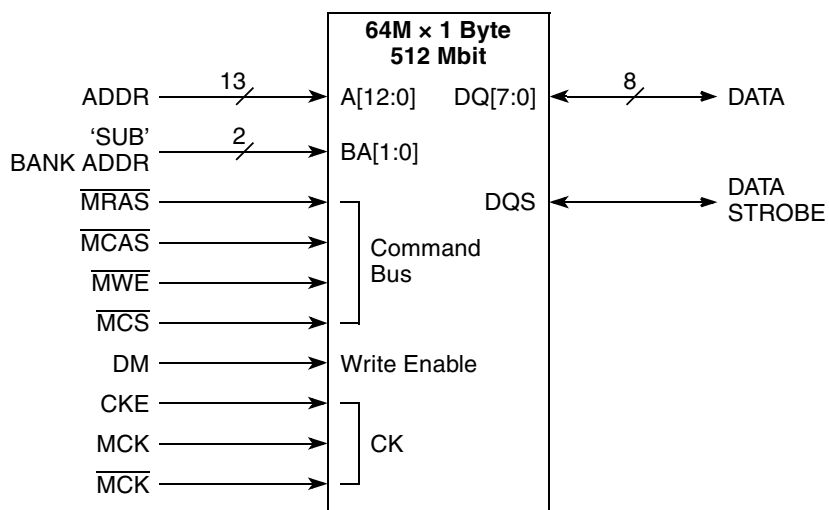 64M × 1 Byte
512 Mbit
ADDR
13
A[12:0]
DQ[7:0]
8
DATA
'SUB'
BANK ADDR
2
BA[1:0]
MRAS
DQS
DATA
STROBE
MCAS
Command
Bus
MWE
MCS
DM
Write Enable
CKE
MCK
CK
MCK